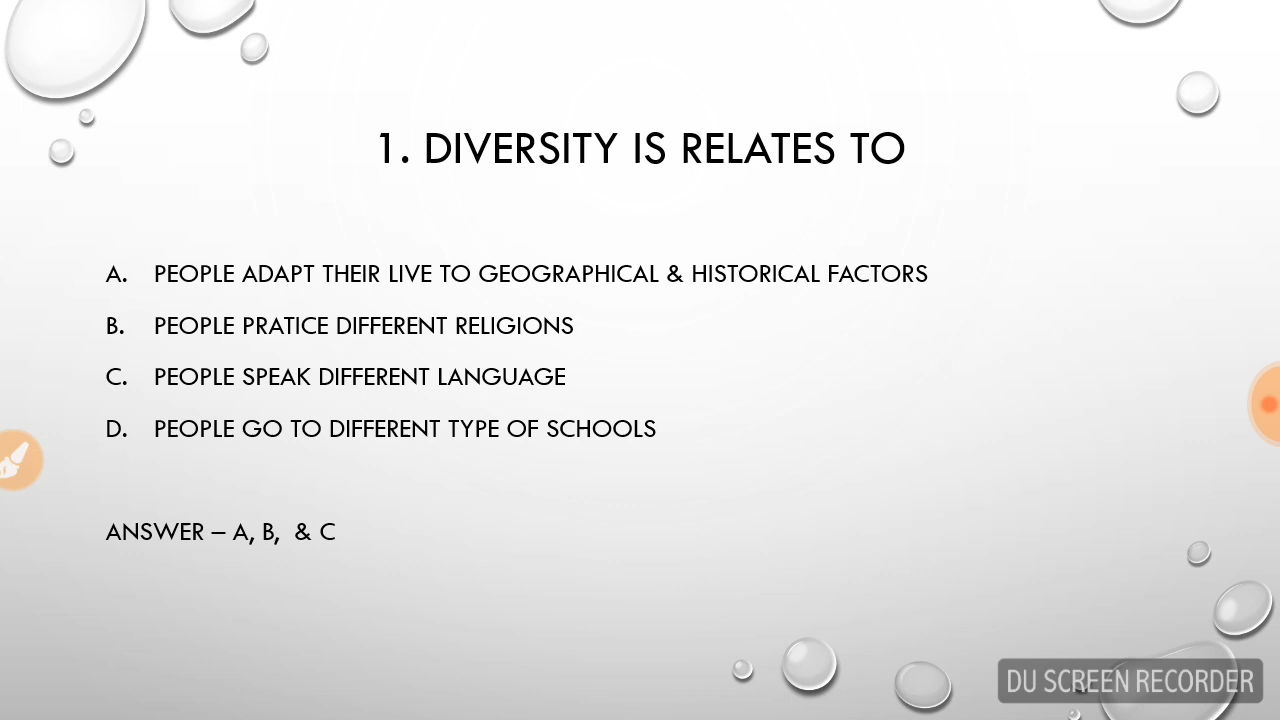 1. DIVERSITY IS RELATES TO
A. PEOPLE ADAPT THEIR LIVE TO GEOGRAPHICAL & HISTORICAL FACTORS
B. PEOPLE PRATICE DIFFERENT RELIGIONS
C. PEOPLE SPEAK DIFFERENT LANGUAGE
D. PEOPLE GO TO DIFFERENT TYPE OF SCHOOLS
ANSWER – A, B, & C
DU SCREEN RECORDER